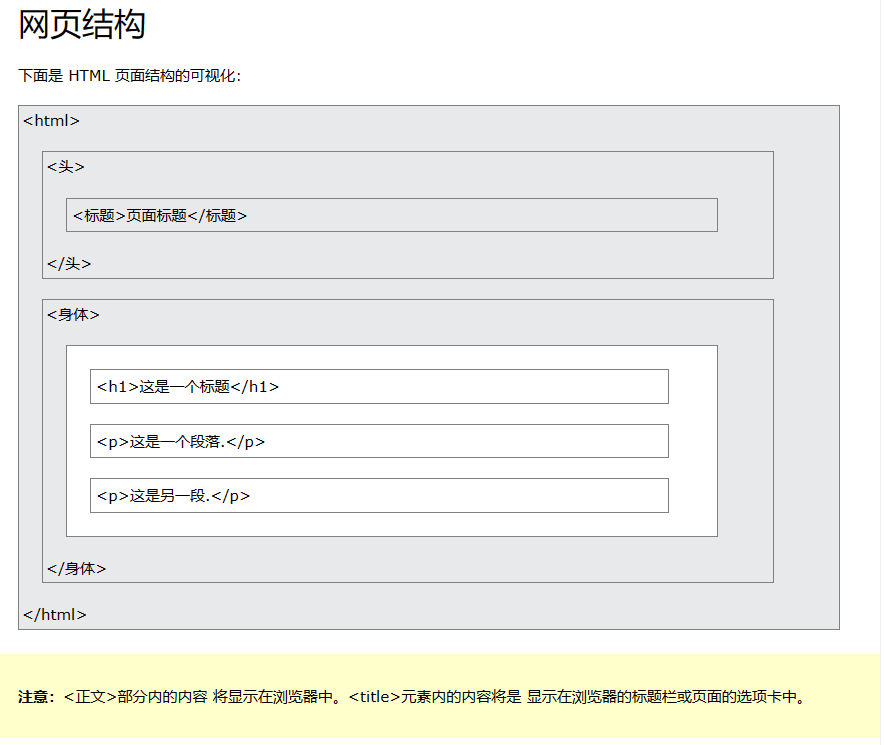 网页结构
下面是 HTML 页面结构的可视化:
<html>
<头>
<标题>页面标题</标题>
</头>
<身体>
<h1>这是一个标题</h1>
<p>这是一个段落.</p>
<p>这是另一段.</p>
</身体>
</html>
注意：<正文>部分内的内容 将显示在浏览器中。<title>元素内的内容将是 显示在浏览器的标题栏或页面的选项卡中。